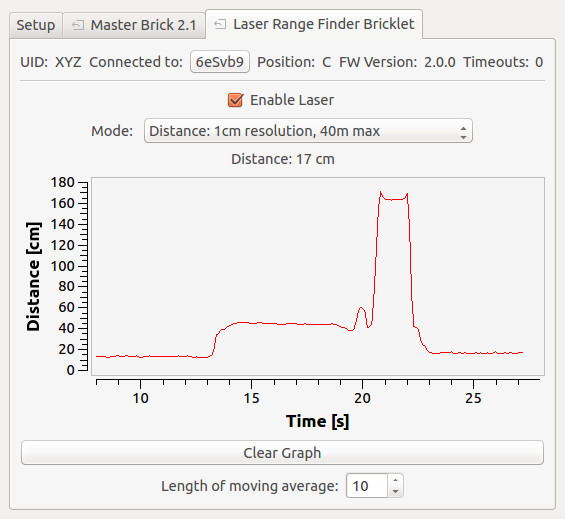 Setup Master Brick 2.1 Laser Range Finder Bricklet
UID: XYZ Connected to: 6eSvb9 Position: C FW Version: 2.0.0 Timeouts: 0
Enable Laser
Mode: Distance: 1cm resolution, 40m max
Distance: 17 cm
180
160
140
120
100
80
60
40
20
0
Distance [cm]
10 15 20 25
Time [s]
Clear Graph
Length of moving average: 10